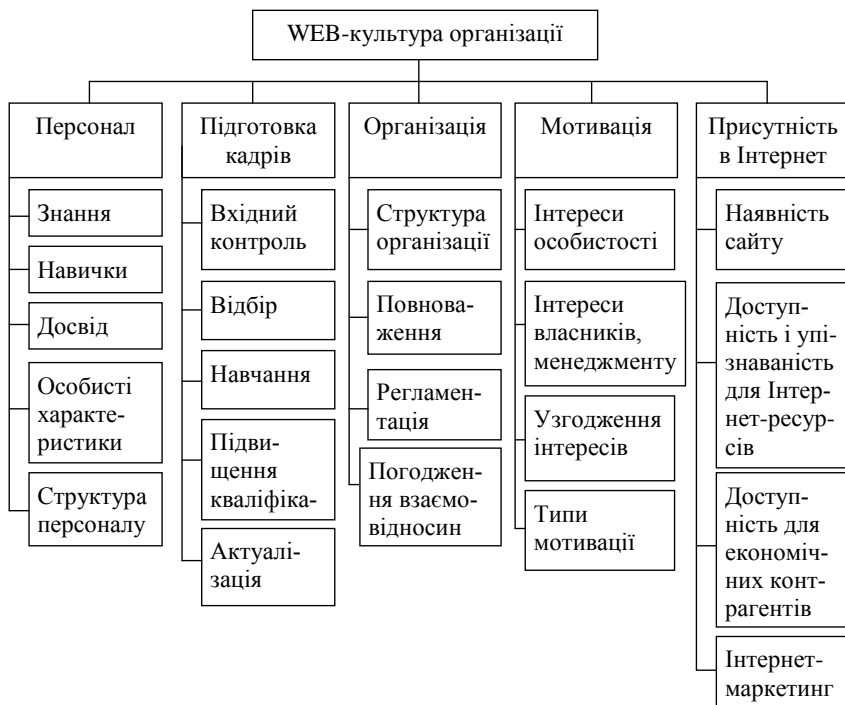 WEB-культура організації
Персонал
Знання
Навички
Досвід
Особисті
характе-
ристики
Структура
персоналу
Підготовка
кадрів
Вхідний
контроль
Відбір
Навчання
Підви-
щення
кваліфіка-
Актуалі-
зація
Організація
Структура
організації
Повнова-
ження
Регламен-
тація
Погоджен-
ня взаємо-
відносин
Мотивація
Інтереси
особистості
Інтереси
власників,
менеджменту
Узгодження
інтересів
Типи
мотивації
Присутність
в Інтернет
Наявність
сайту
Доступ-
ність і упі-
знаваність
для Інтер-
нет-ресур-
сів
Доступ-
ність для
економіч-
них конт-
рагентів
Інтернет-
маркетинг